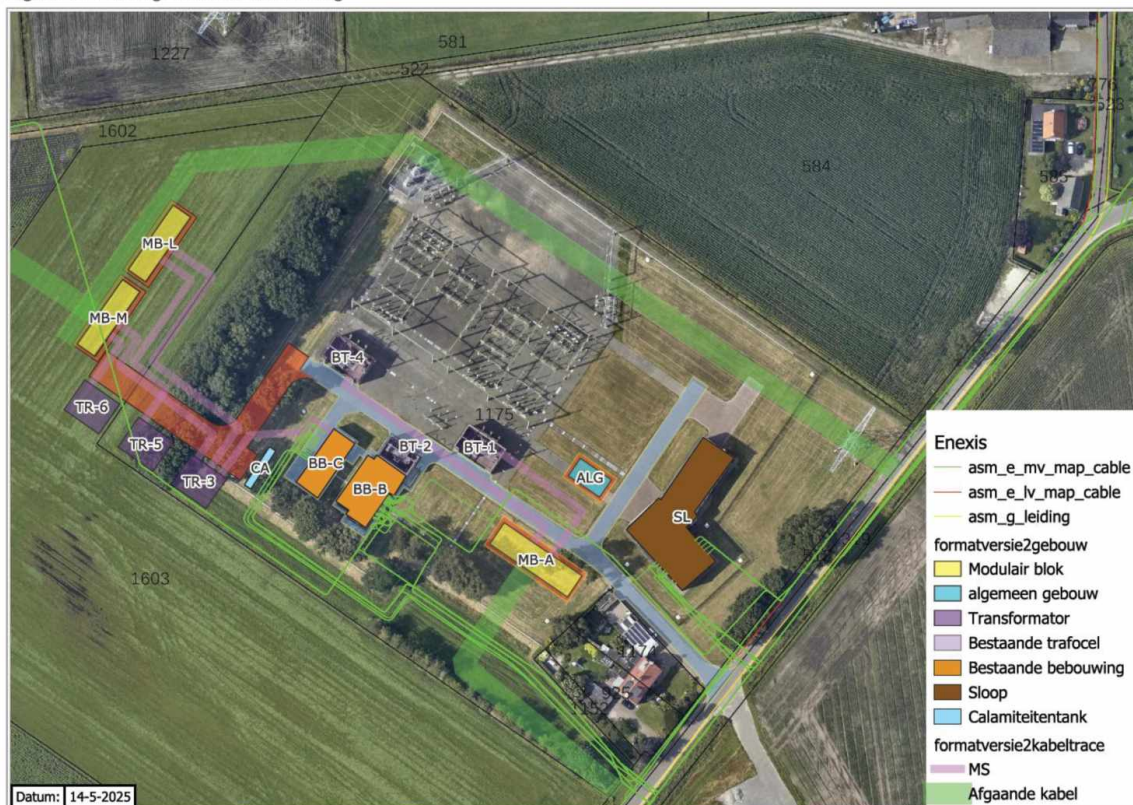 1227
581
522
1602
776
528
584
585
MB-L
MB-M
BT-4
1175
TR-6
TR-5
TR-3
CA
BB-C
BB-B
BT-2
BT-1
ALG
SL
MB-A
1603
Enexis
asm_e_mv_map_cable
asm_e_lv_map_cable
asm_g_leiding
formatversie2gebouw
Modulair blok
algemeen gebouw
Transformator
Bestaande trafocel
Bestaande bebouwing
Sloop
Calamiteitentank
formatversie2kabeltrace
MS
Afgaande kabel
Datum: 14-5-2025